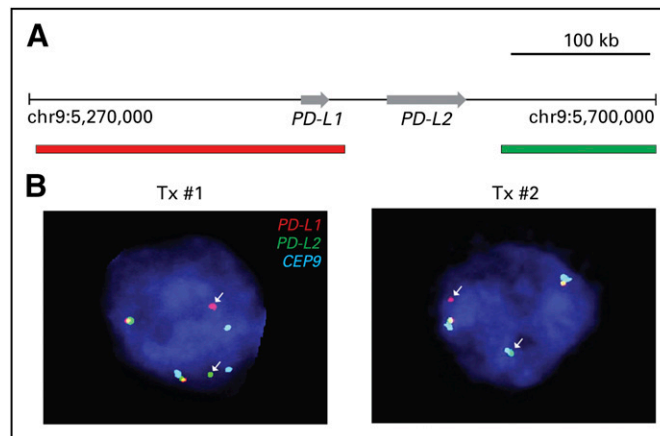 A
100 kb
chr9:5,270,000
PD-L1
PD-L2
chr9:5,700,000
B
Tx #1
Tx #2
PD-L1
PD-L2
CEP9